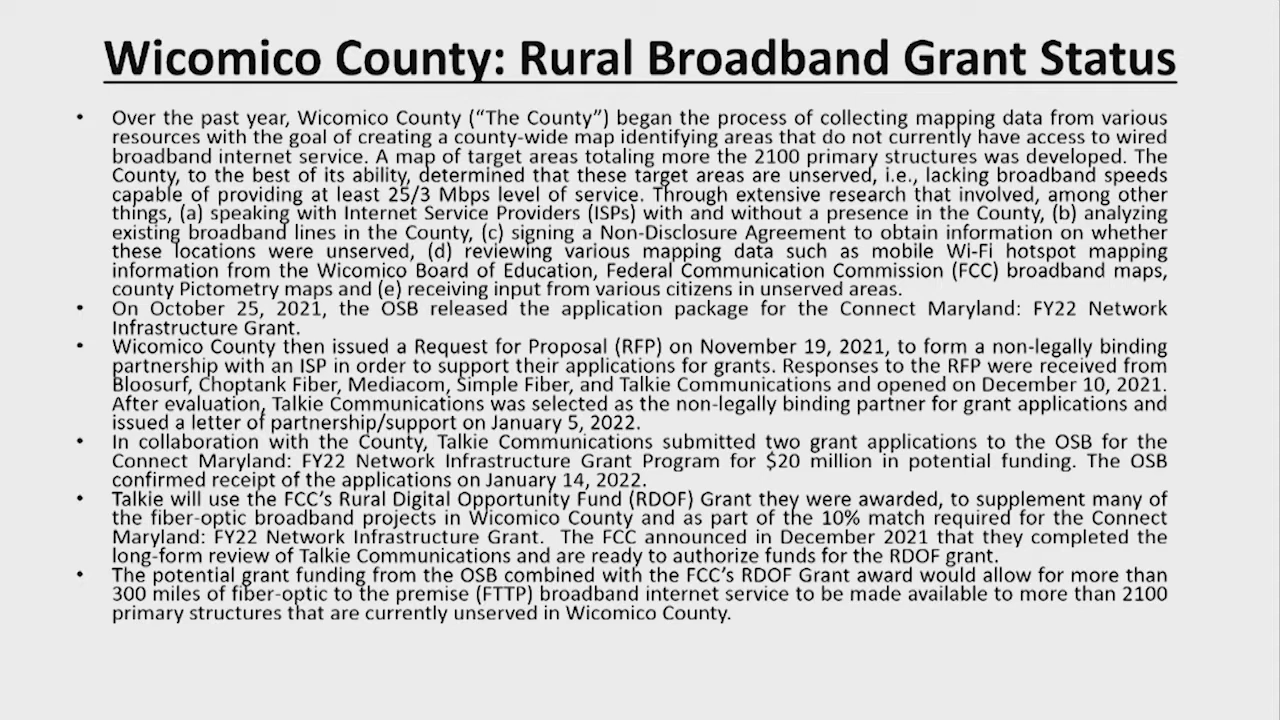 Wicomico County: Rural Broadband Grant Status
• Over the past year, Wicomico County (“The County”) began the process of collecting mapping data from various
resources with the goal of creating a county-wide map identifying areas that do not currently have access to wired
broadband internet service. A map of target areas totaling more the 2100 primary structures was developed. The
County, to the best of its ability, determined that these target areas are unserved, i.e., lacking broadband speeds
capable of providing at least 25/3 Mbps level of service. Through extensive research that involved, among other
things, (a) speaking with Internet Service Providers (ISPs) with and without a presence in the County, (b) analyzing
existing broadband lines in the County, (c) signing a Non-Disclosure Agreement to obtain information on whether
these locations were unserved, (d) reviewing various mapping data such as mobile Wi-Fi hotspot mapping
information from the Wicomico Board of Education, Federal Communication Commission (FCC) broadband maps,
county Pictometry maps and (e) receiving input from various citizens in unserved areas.
• On October 25, 2021, the OSB released the application package for the Connect Maryland: FY22 Network
Infrastructure Grant.
• Wicomico County then issued a Request for Proposal (RFP) on November 19, 2021, to form a non-legally binding
partnership with an ISP in order to support their applications for grants. Responses to the RFP were received from
Bloosurf, Choptank Fiber, Mediacom, Simple Fiber, and Talkie Communications and opened on December 10, 2021.
After evaluation, Talkie Communications was selected as the non-legally binding partner for grant applications and
issued a letter of partnership/support on January 5, 2022.
• In collaboration with the County, Talkie Communications submitted two grant applications to the OSB for the
Connect Maryland: FY22 Network Infrastructure Grant Program for $20 million in potential funding. The OSB
confirmed receipt of the applications on January 14, 2022.
• Talkie will use the FCC’s Rural Digital Opportunity Fund (RDOF) Grant they were awarded, to supplement many of
the fiber-optic broadband projects in Wicomico County and as part of the 10% match required for the Connect
Maryland: FY22 Network Infrastructure Grant. The FCC announced in December 2021 that they completed the
long-form review of Talkie Communications and are ready to authorize funds for the RDOF grant.
• The potential grant funding from the OSB combined with the FCC’s RDOF Grant award would allow for more than
300 miles of fiber-optic to the premise (FTTP) broadband internet service to be made available to more than 2100
primary structures that are currently unserved in Wicomico County.